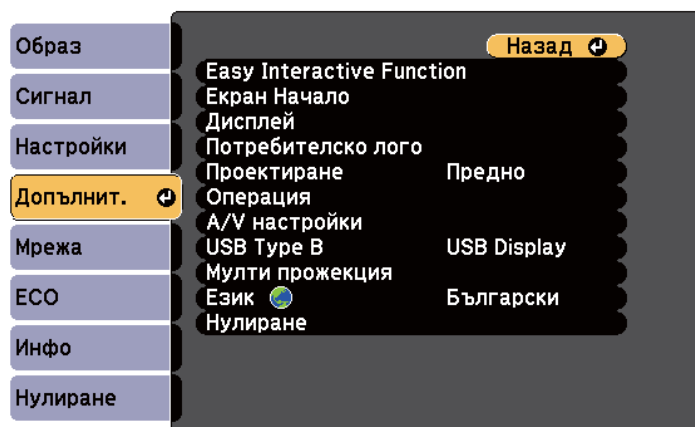 Образ
Сигнал
Настройки
Допълнит.
Мрежа
ECO
Инфо
Нулиране
Назад
Easy Interactive Function
Екран Начало
Дисплей
Потребителско лого
Проектиране Предно
Операция
A/V настройки
USB Type B USB Display
Мулти прожекция
Език Български
Нулиране